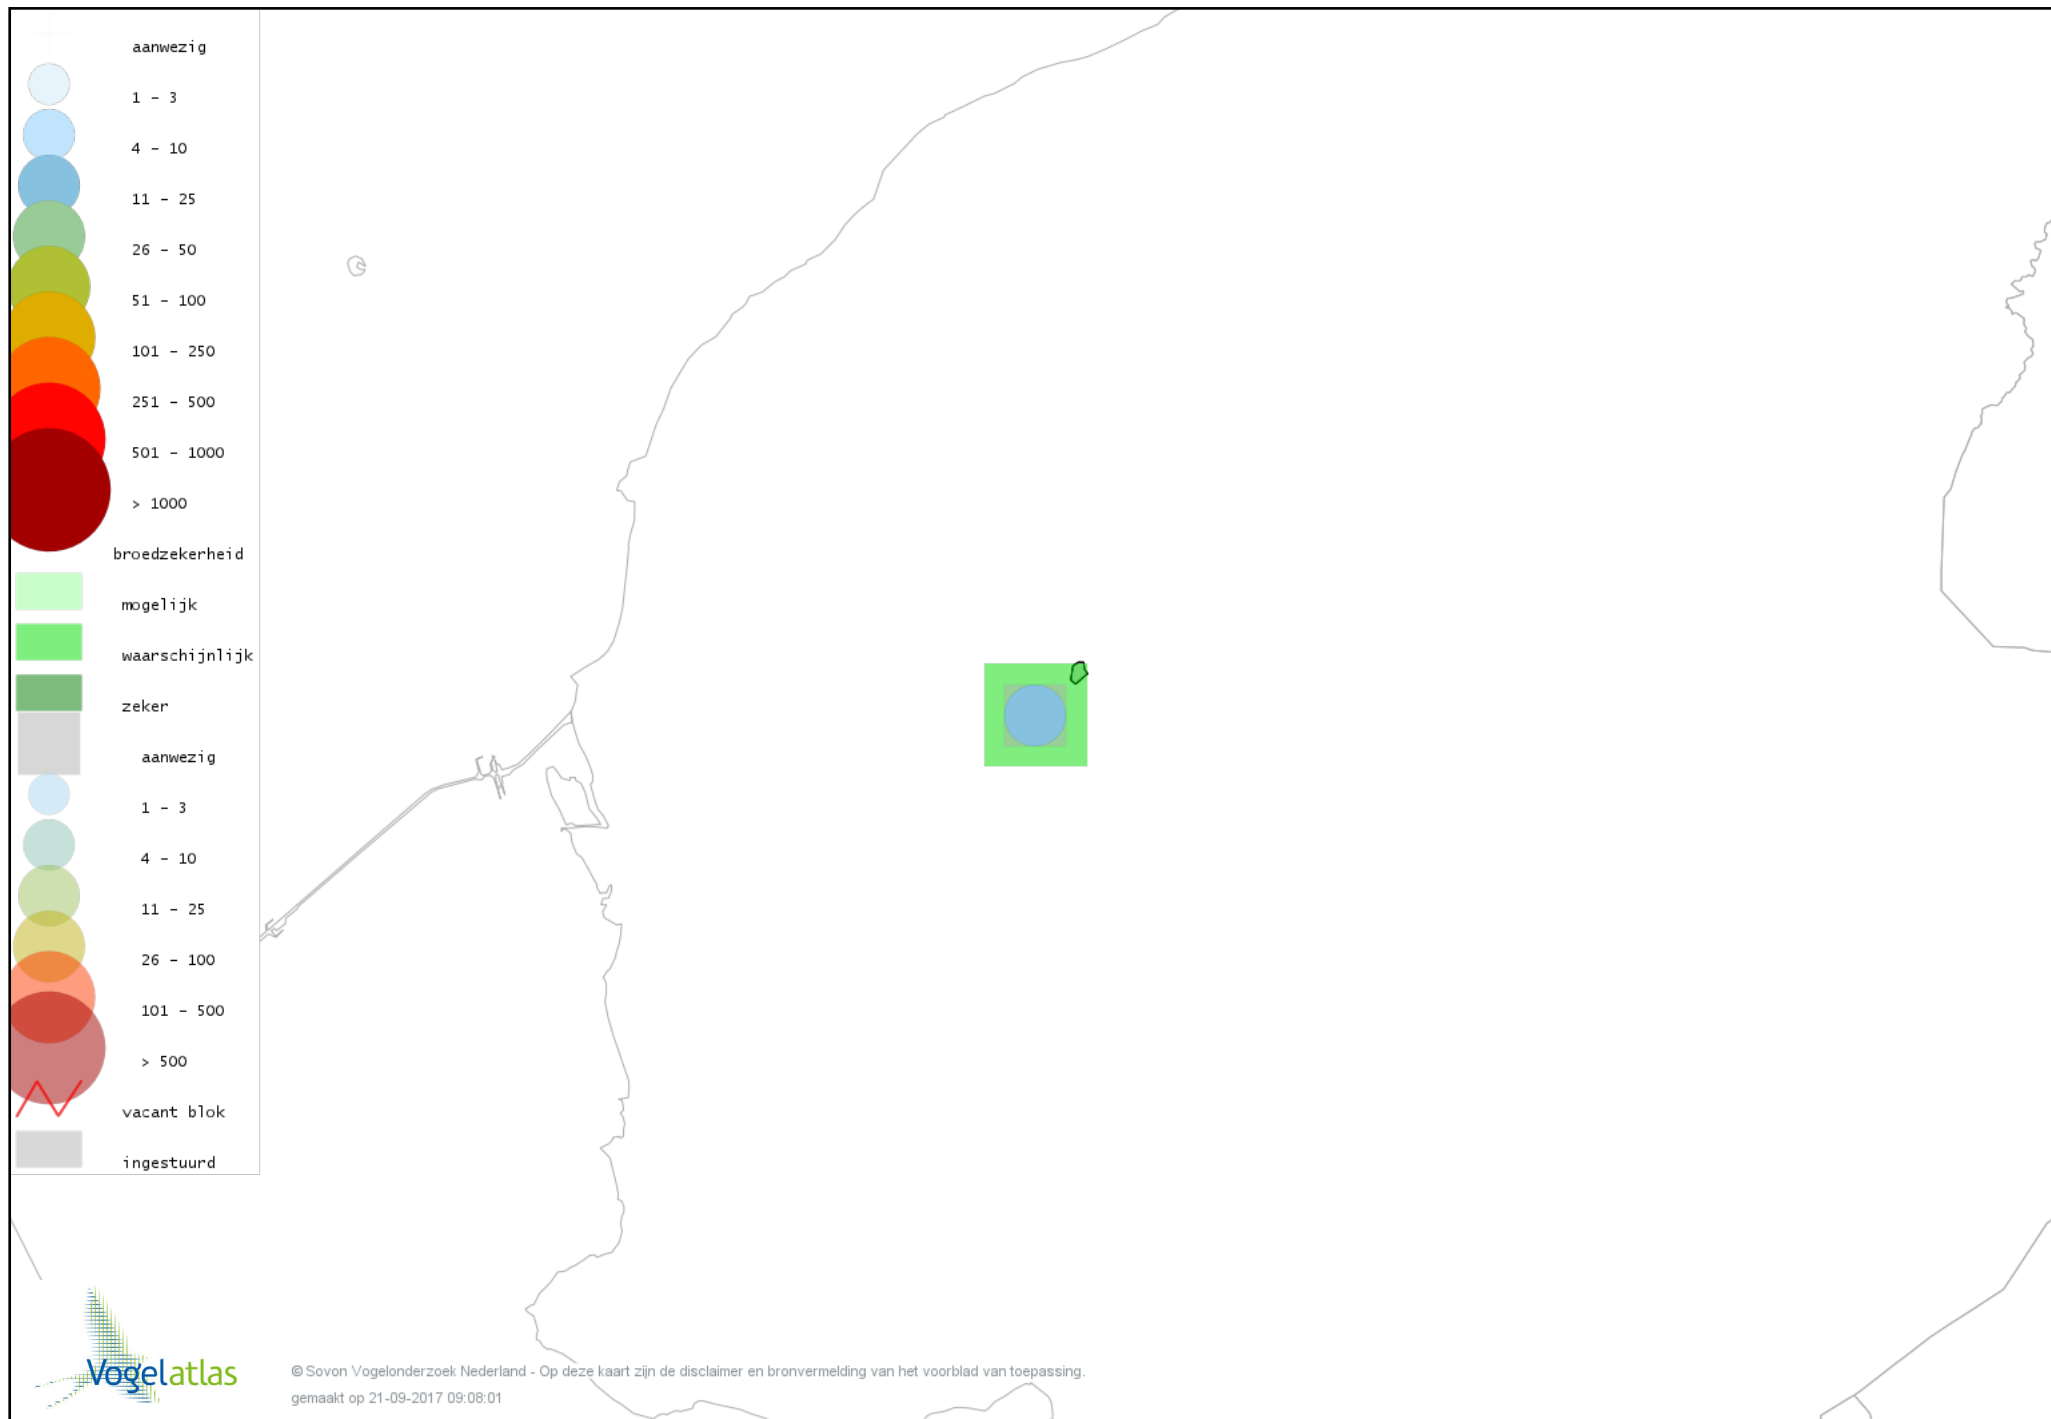 aanwezig
1 - 3
4 - 10
11 - 25
26 - 50
51 - 100
101 - 250
251 - 500
501 - 1000
> 1000
broedzekerheid
mogelijk
waarschijnlijk
zeker
aanwezig
1 - 3
4 - 10
11 - 25
26 - 100
101 - 500
> 500
vacant blok
ingestuurd
Vogelatlas
© Sovon Vogelonderzoek Nederland - Op deze kaart zijn de disclaimer en bronvermelding van het voorblad van toepassing.
gemaakt op 21-09-2017 09:08:01